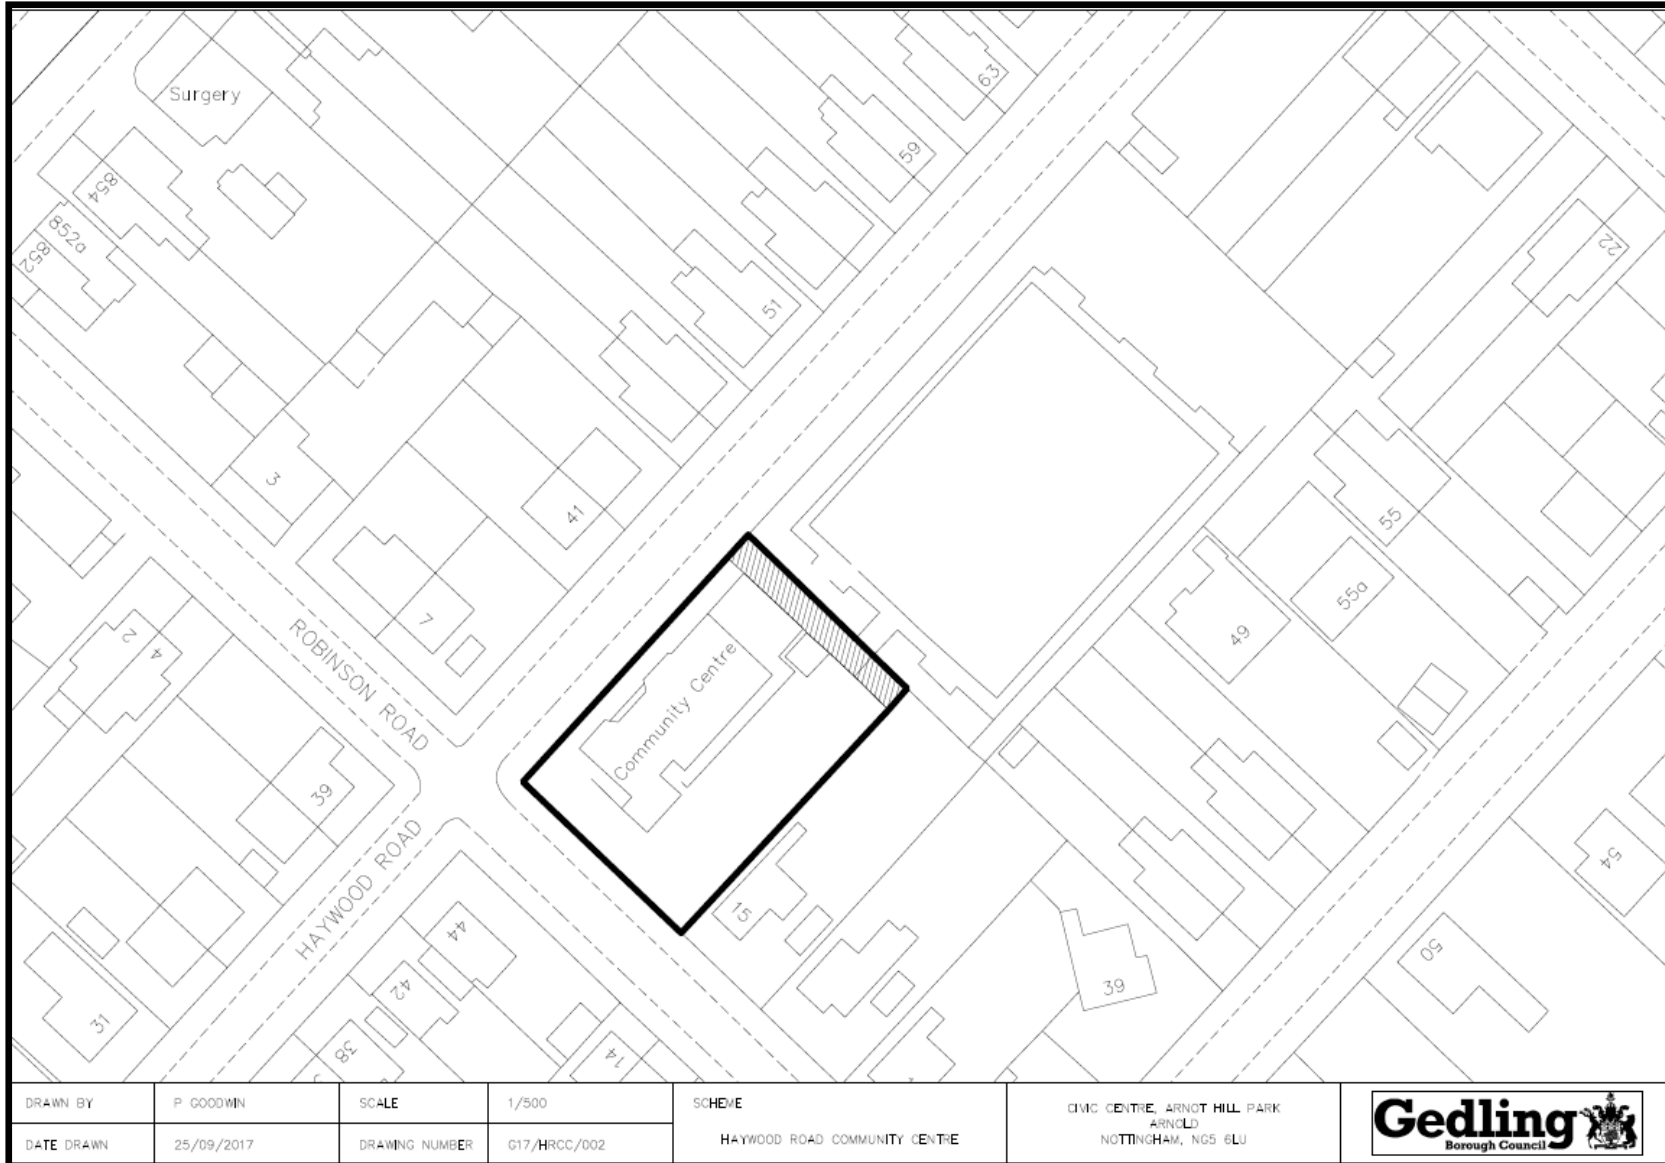 Surgery
63
59
854
852a
852
22
51
3
41
55
7
55a
49
2
4
ROBINSON ROAD
Community Centre
39
HAYWOOD ROAD
54
15
44
50
42
39
31
38
14
DRAWN BY
P GOODWIN
SCALE
1/500
SCHEME
CIVIC CENTRE, ARNOT HILL PARK
ARNOLD
NOTTINGHAM, NG5 6LU
DATE DRAWN
25/09/2017
DRAWING NUMBER
G17/HRCC/002
HAYWOOD ROAD COMMUNITY CENTRE
Gedling
Borough Council